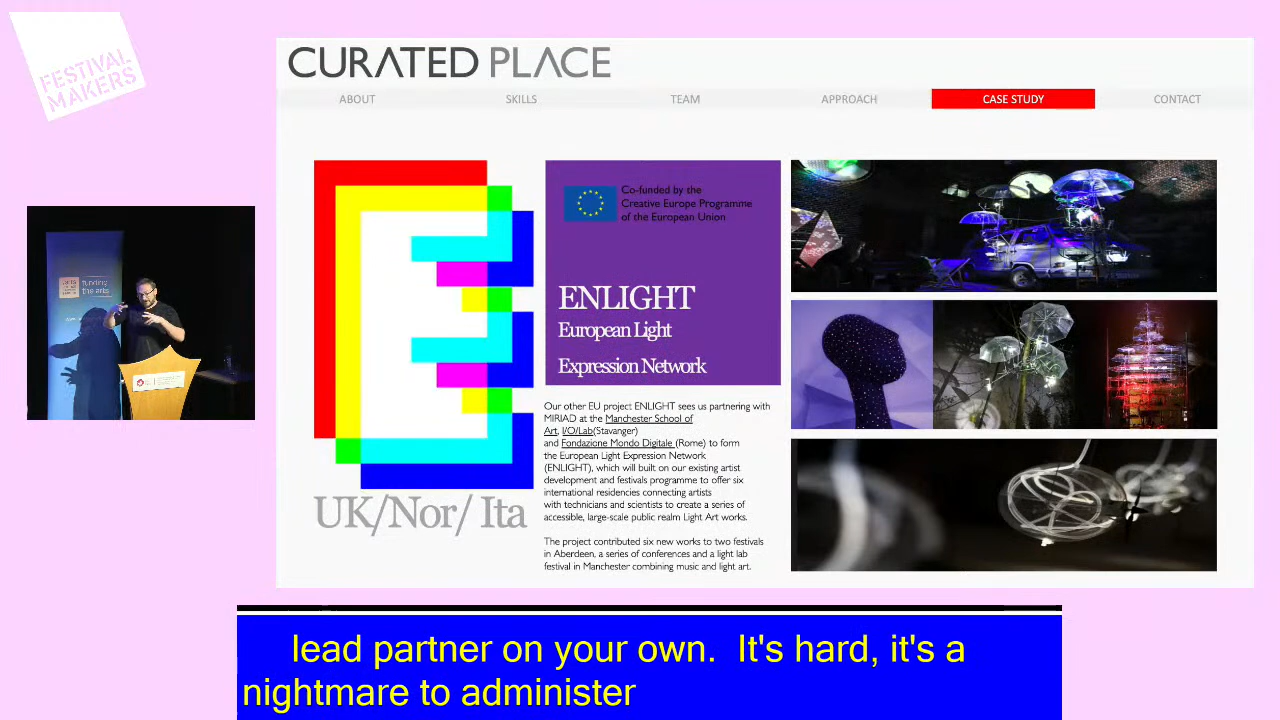 FESTIVAL
MAKERS
CURATED PLACE
ABOUT SKILLS TEAM APPROACH CASE STUDY CONTACT
Co-funded by the
Creative Europe Programme
of the European Union
ENLIGHT
European Light
Expression Network
UK/Nor/ Ita
Our other EU project ENLIGHT sees us partnering with
MIRIAD at the Manchester School of
Art, I/O/Lab(Stavanger)
and Fondazione Mondo Digitale (Rome) to form
the European Light Expression Network
(ENLIGHT), which will built on our existing artist
development and festivals programme to offer six
international residencies connecting artists
with technicians and scientists to create a series of
accessible, large-scale public realm Light Art works.
The project contributed six new works to two festivals
in Aberdeen, a series of conferences and a light lab
festival in Manchester combining music and light art.
funding
the arts
lead partner on your own. It's hard, it's a
nightmare to administer